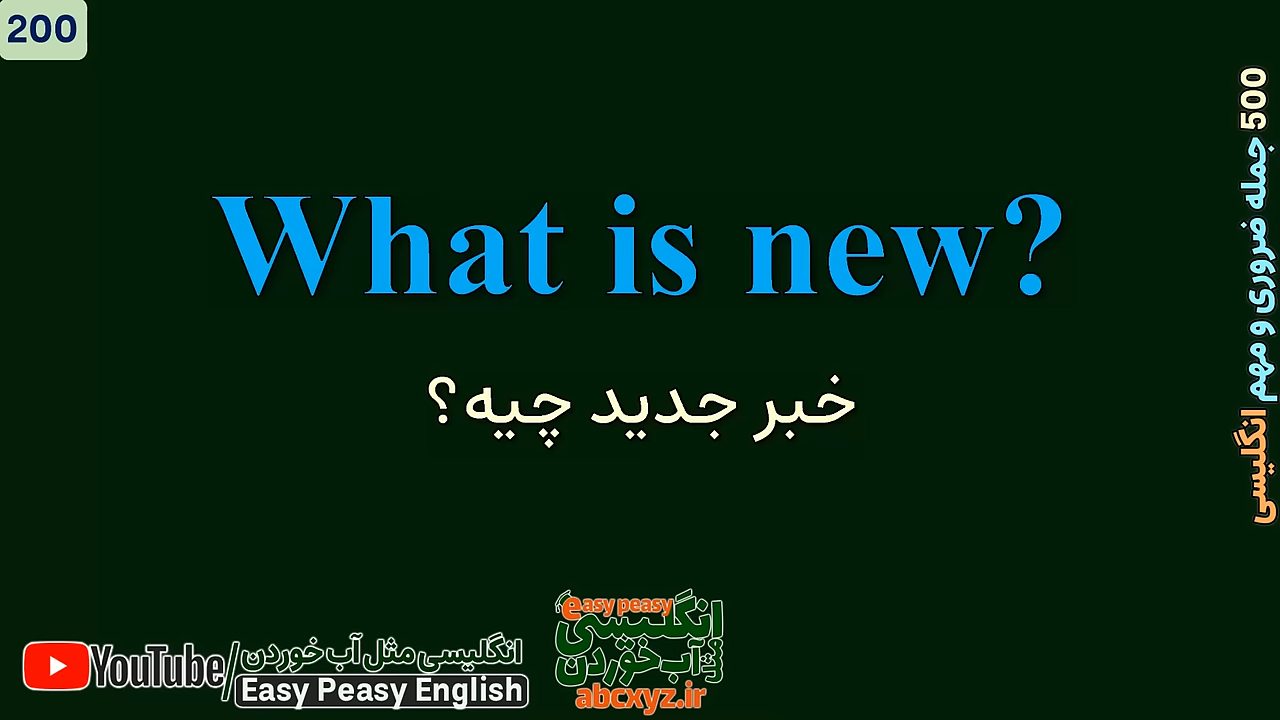 200
500 جمله ضروری و مهم انگلیسی
What is new?
خبر جدید چیه؟
YouTube/انگلیسی مثل آب خوردن
Easy Peasy English
easy peasy
انگلیسی
مثل آب خوردن
abcxyz.ir